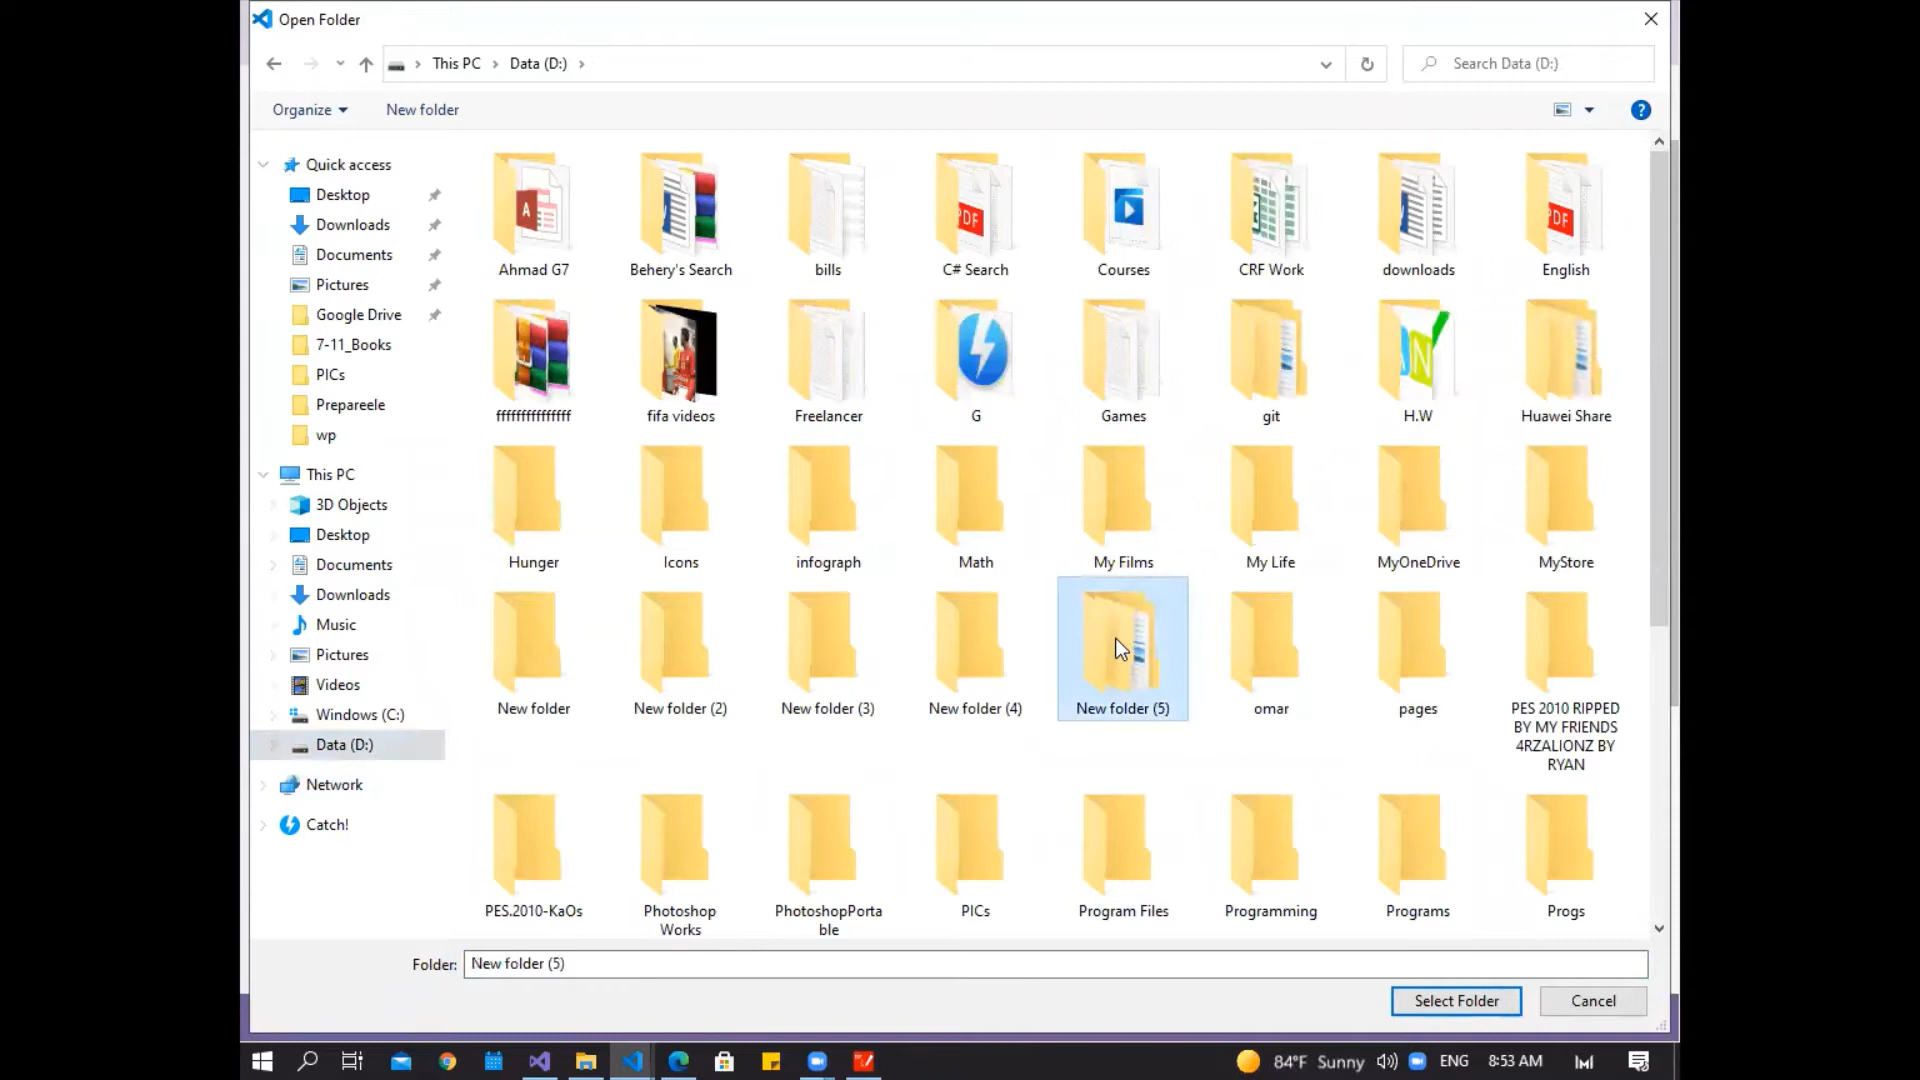 Open Folder
This PC
Data (D:)
Search Data (D:)
Organize
New folder
Quick access
Desktop
Downloads
Documents
Pictures
Google Drive
7-11_Books
PICs
Prepareele
wp
This PC
3D Objects
Desktop
Documents
Downloads
Music
Pictures
Videos
Windows (C:)
Data (D:)
Network
Catch!
Ahmad G7
Behery's Search
bills
C# Search
Courses
CRF Work
downloads
English
fffffffffffffff
fifa videos
Freelancer
G
Games
git
H.W
Huawei Share
Hunger
Icons
infograph
Math
My Films
My Life
MyOneDrive
MyStore
New folder
New folder (2)
New folder (3)
New folder (4)
New folder (5)
omar
pages
PES 2010 RIPPED
BY MY FRIENDS
4RZALIONZ BY
RYAN
PES.2010-KaOs
Photoshop
Works
PhotoshopPorta
ble
PICs
Program Files
Programming
Programs
Progs
Folder:
New folder (5)
Select Folder
Cancel
84°F Sunny
ENG
8:53 AM